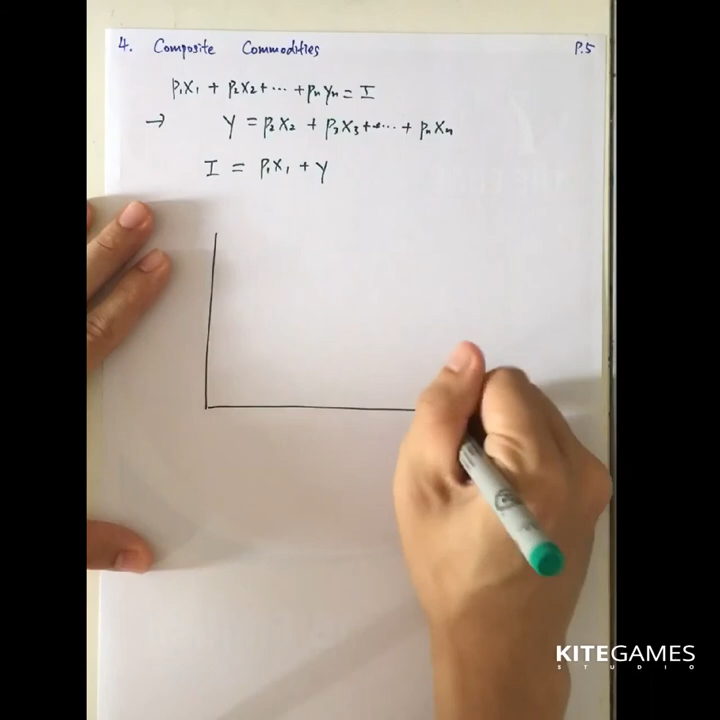 4. Composite Commodities P.5
P₁X₁ + P₂X₂ + ... + PₙYₙ = I
→ Y = P₂X₂ + P₃X₃ + ... + PₙXₙ
I = P₁X₁ + Y
KITEGAMES
STUDIO